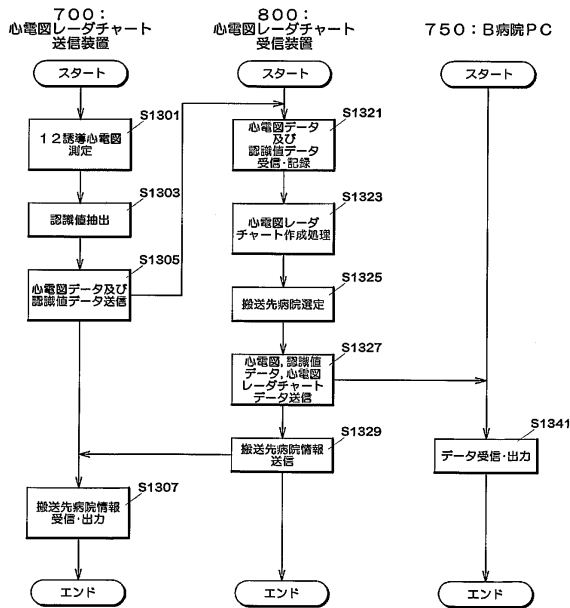 700：
心電図レーダチャート
送信装置
スタート
S1301
１２誘導心電図
測定
S1303
認識値抽出
S1305
心電図データ及び
認識値データ送信
S1307
搬送先病院情報
受信・出力
エンド
800：
心電図レーダチャート
受信装置
スタート
S1321
心電図データ
及び
認識値データ
受信・記録
S1323
心電図レーダ
チャート作成処理
S1325
搬送先病院選定
S1327
心電図，認識値
データ，心電図
レーダチャート
データ送信
S1329
搬送先病院情報
送信
エンド
750：B病院PC
スタート
S1341
データ受信・出力
エンド